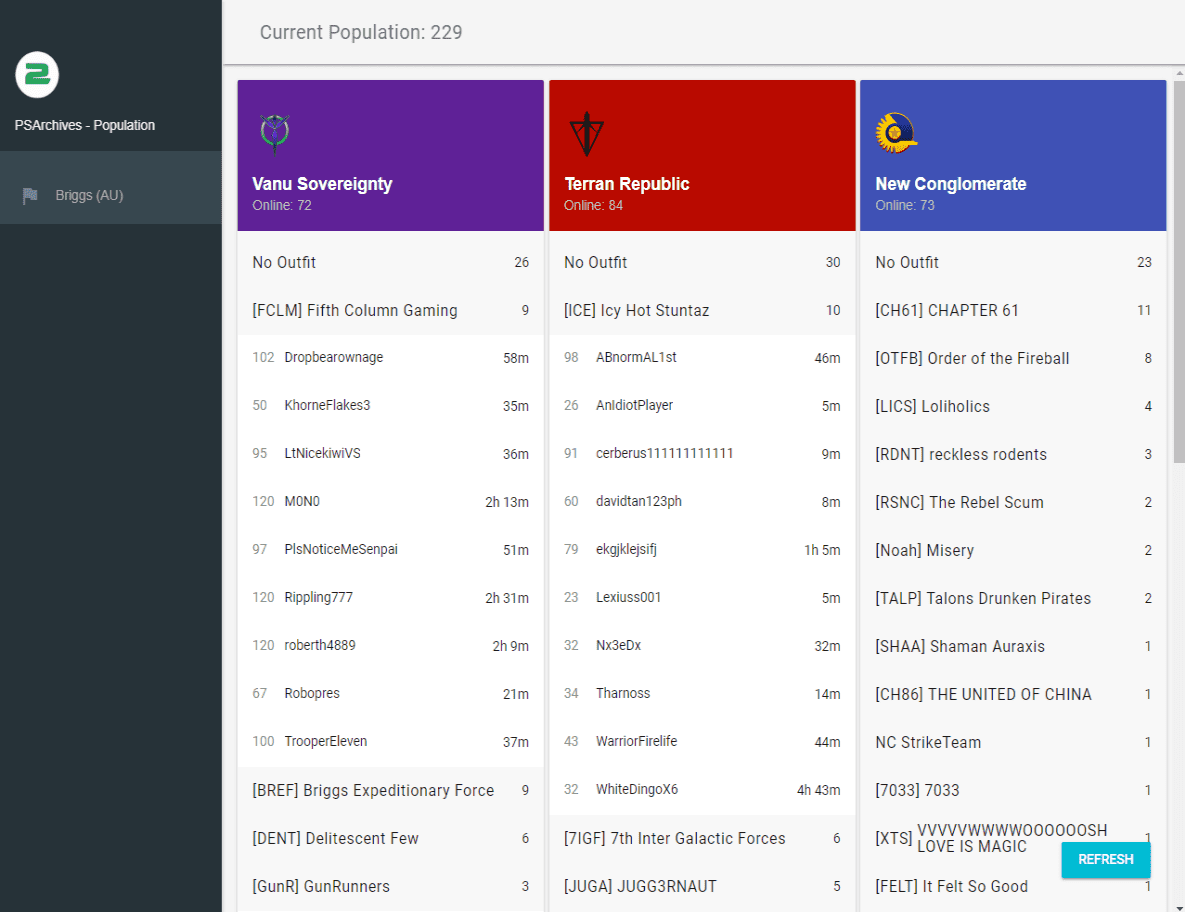 Current Population: 229
2
PSArchives - Population
Briggs (AU)
Vanu Sovereignty
Online: 72
No Outfit 26
[FCLM] Fifth Column Gaming 9
102 Dropbearownage 58m
50 KhorneFlakes3 35m
95 LtNicekiwiVS 36m
120 M0N0 2h 13m
97 PlsNoticeMeSenpai 51m
120 Rippling777 2h 31m
120 roberth4889 2h 9m
67 Robopres 21m
100 TrooperEleven 37m
[BREF] Briggs Expeditionary Force 9
[DENT] Delitescent Few 6
[GunR] GunRunners 3
Terran Republic
Online: 84
No Outfit 30
[ICE] Icy Hot Stuntaz 10
98 ABnormAL1st 46m
26 AnIdiotPlayer 5m
91 cerberus111111111111 9m
60 davidtan123ph 8m
79 ekgjklejsifj 1h 5m
23 Lexiuss001 5m
32 Nx3eDx 32m
34 Tharnoss 14m
43 WarriorFirelife 44m
32 WhiteDingoX6 4h 43m
[7IGF] 7th Inter Galactic Forces 6
[JUGA] JUGG3RNAUT 5
New Conglomerate
Online: 73
No Outfit 23
[CH61] CHAPTER 61 11
[OTFB] Order of the Fireball 8
[LICS] Loliholics 4
[RDNT] reckless rodents 3
[RSNC] The Rebel Scum 2
[Noah] Misery 2
[TALP] Talons Drunken Pirates 2
[SHAA] Shaman Auraxis 1
[CH86] THE UNITED OF CHINA 1
NC StrikeTeam 1
[7033] 7033 1
[XTS] VVVVVWWWWOOOOOOSH 1
LOVE IS MAGIC
REFRESH
[FELT] It Felt So Good 1